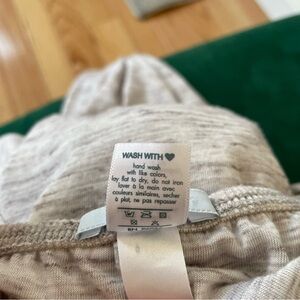 WASH WITH ♥
hand wash
with like colors,
lay flat to dry, do not iron
laver à la main avec
couleurs similaires, secher
à plat, ne pas repasser